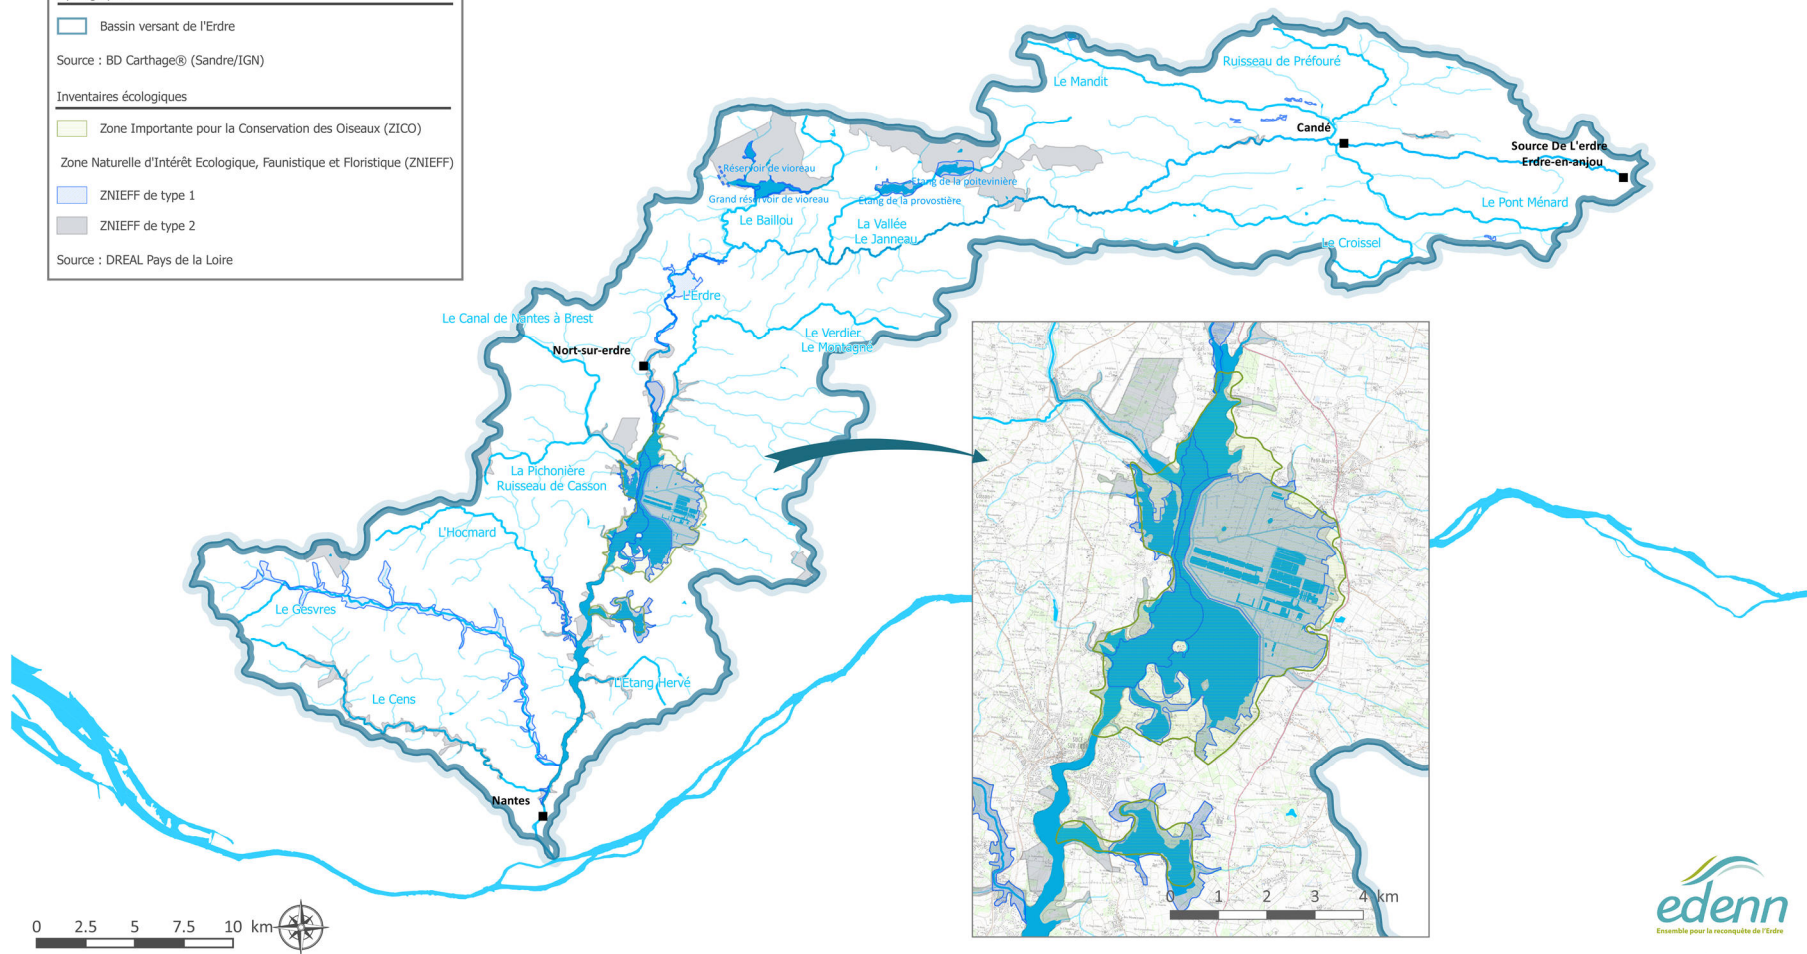 Bassin versant de l'Erdre
Source : BD Carthage® (Sandre/IGN)
Inventaires écologiques
Zone Importante pour la Conservation des Oiseaux (ZICO)
Zone Naturelle d'Intérêt Ecologique, Faunistique et Floristique (ZNIEFF)
ZNIEFF de type 1
ZNIEFF de type 2
Source : DREAL Pays de la Loire
Ruisseau de Préfouré
Le Mandit
Candé
Source De L'erdre
Erdre-en-anjou
Réservoir de vioreau
Etang de la poitevinière
Grand réservoir de vioreau
Etang de la provostière
Le Pont Ménard
Le Baillou
La Vallée
Le Janneau
Le Croissel
L'Erdre
Le Canal de Nantes à Brest
Le Verdier
Le Montagné
Nort-sur-erdre
La Pichonière
Ruisseau de Casson
L'Hocmard
Le Gesvres
L'Etang Hervé
Le Cens
Nantes
0 2.5 5 7.5 10 km
0 1 2 3 4 km
edenn
Ensemble pour la reconquête de l'Erdre